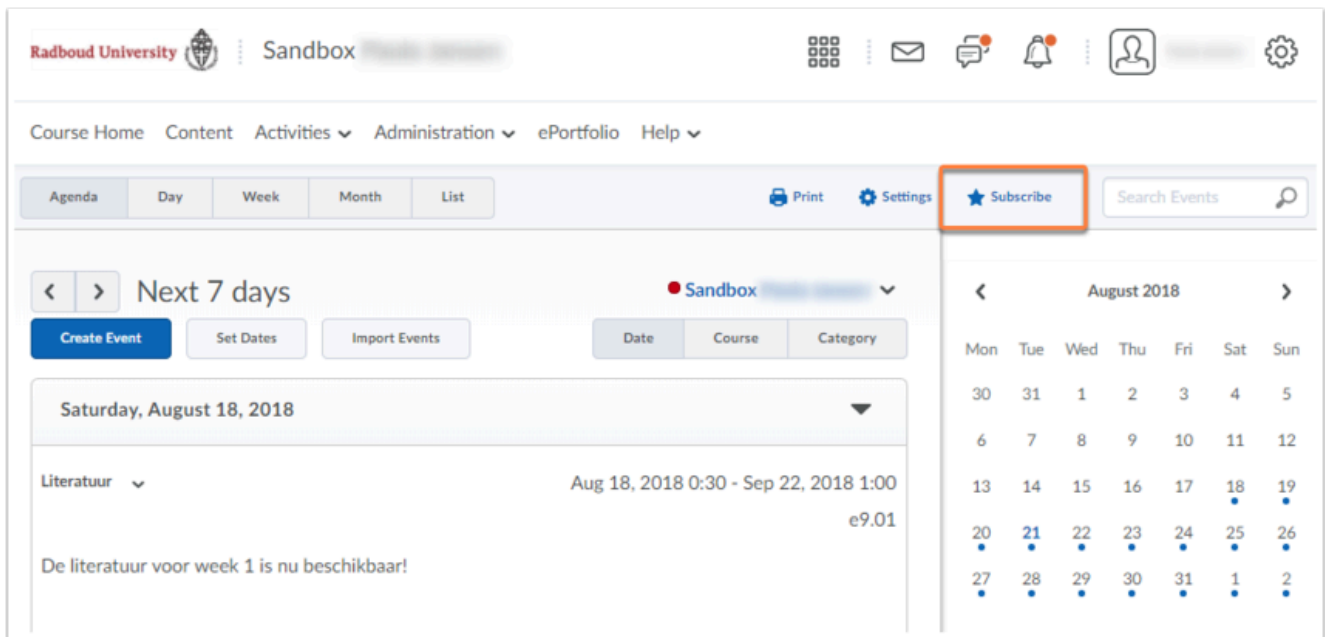 Radboud University Sandbox
Course Home Content Activities Administration ePortfolio Help
Agenda Day Week Month List Print Settings Subscribe Search Events
Next 7 days Sandbox
Create Event Set Dates Import Events Date Course Category
Saturday, August 18, 2018
Literatuur Aug 18, 2018 0:30 - Sep 22, 2018 1:00
e9.01
De literatuur voor week 1 is nu beschikbaar!
August 2018
Mon Tue Wed Thu Fri Sat Sun
30 31 1 2 3 4 5
6 7 8 9 10 11 12
13 14 15 16 17 18 19
20 21 22 23 24 25 26
27 28 29 30 31 1 2